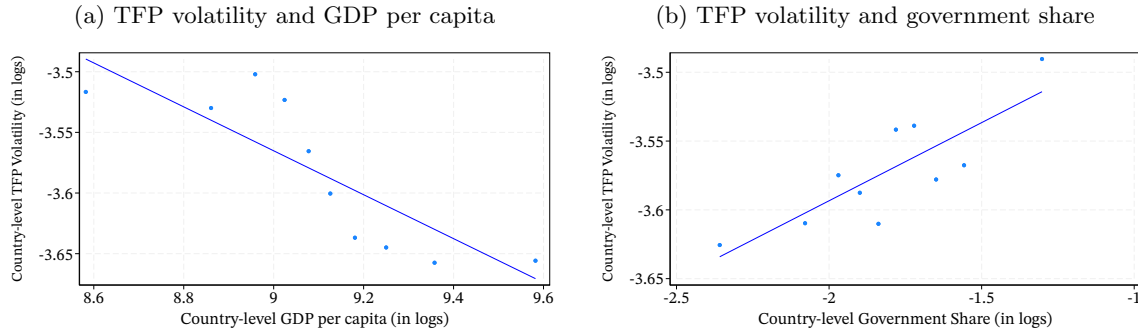 (a) TFP volatility and GDP per capita
Country-level TFP Volatility (in logs)
-3.5
-3.55
-3.6
-3.65
8.6 8.8 9 9.2 9.4 9.6
Country-level GDP per capita (in logs)
(b) TFP volatility and government share
Country-level TFP Volatility (in logs)
-3.5
-3.55
-3.6
-3.65
-2.5 -2 -1.5 -1
Country-level Government Share (in logs)